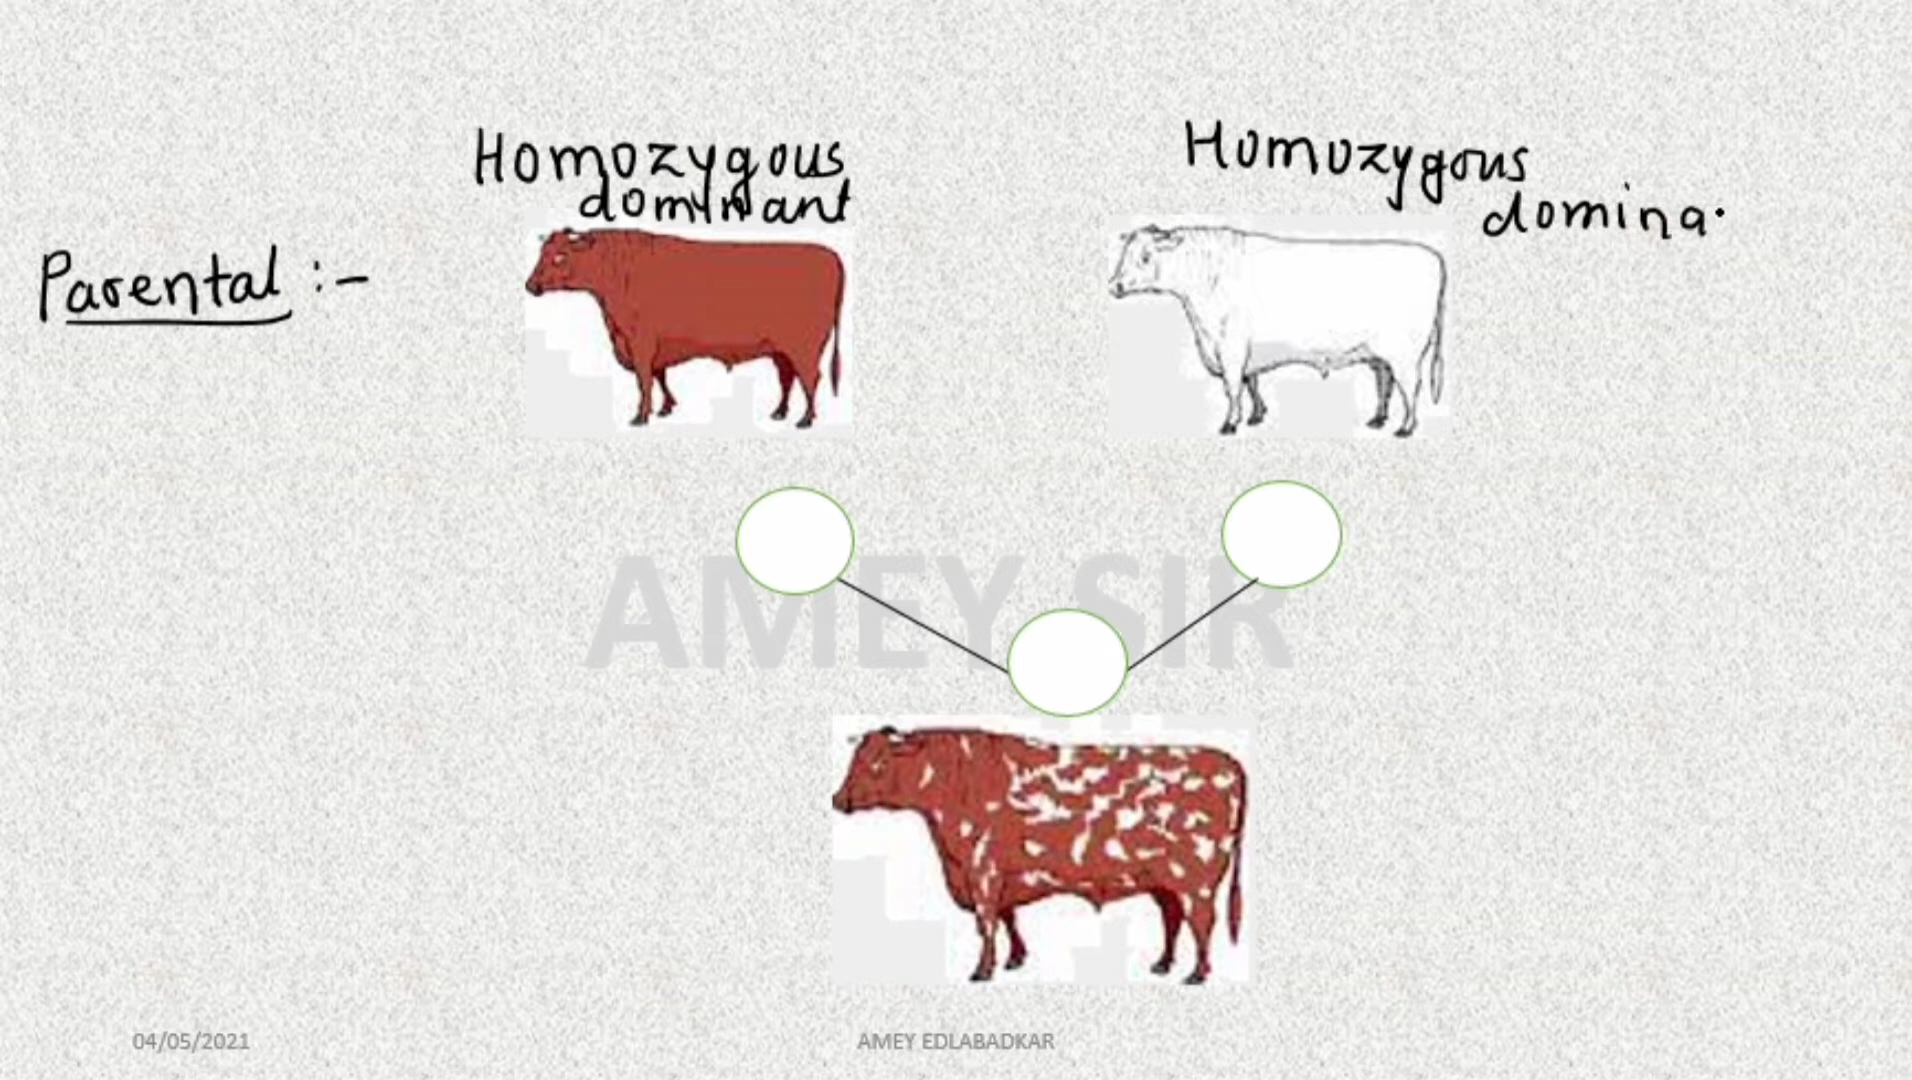 Homozygous
dominant
Homozygous
domina.
Parental :-
AMEY SIR
04/05/2021
AMEY EDLABADKAR